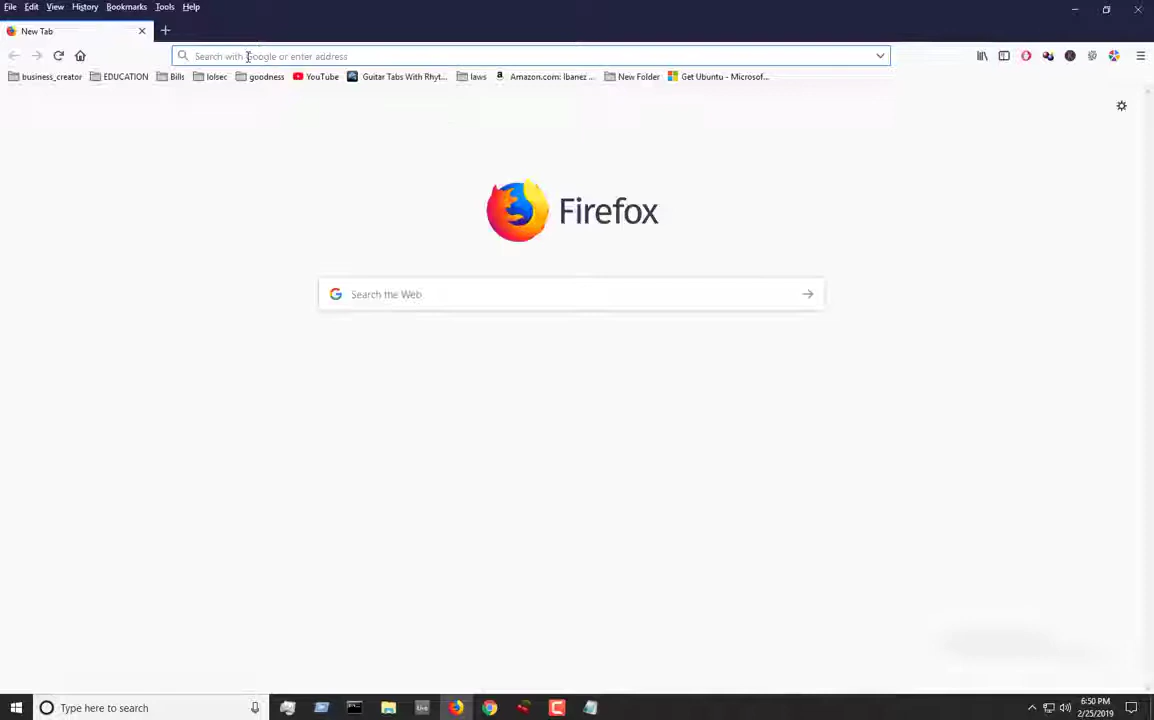 File Edit View History Bookmarks Tools Help
New Tab
Search with Google or enter address
business_creator EDUCATION Bills lolsec goodness YouTube Guitar Tabs With Rhyt... laws Amazon.com: Ibanez ... New Folder Get Ubuntu - Microsof...
Firefox
Search the Web
Type here to search
Live
6:50 PM
2/25/2019